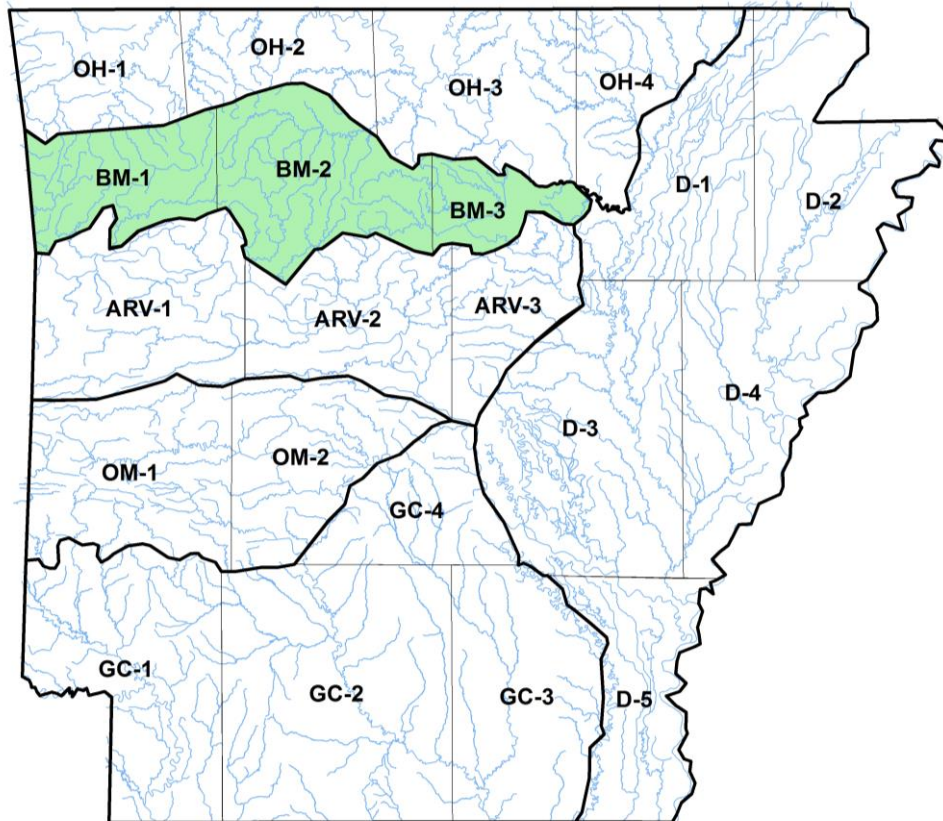 OH-1
OH-2
OH-3
OH-4
BM-1
BM-2
BM-3
D-1
D-2
ARV-1
ARV-2
ARV-3
D-3
D-4
OM-1
OM-2
GC-4
GC-1
GC-2
GC-3
D-5